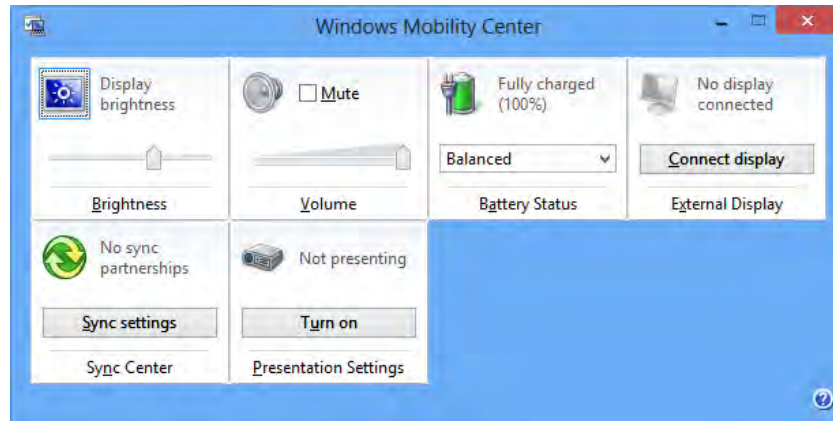 Windows Mobility Center
Display
brightness
Brightness
Mute
Volume
Fully charged
(100%)
Balanced
Battery Status
No display
connected
Connect display
External Display
No sync
partnerships
Sync settings
Sync Center
Not presenting
Turn on
Presentation Settings